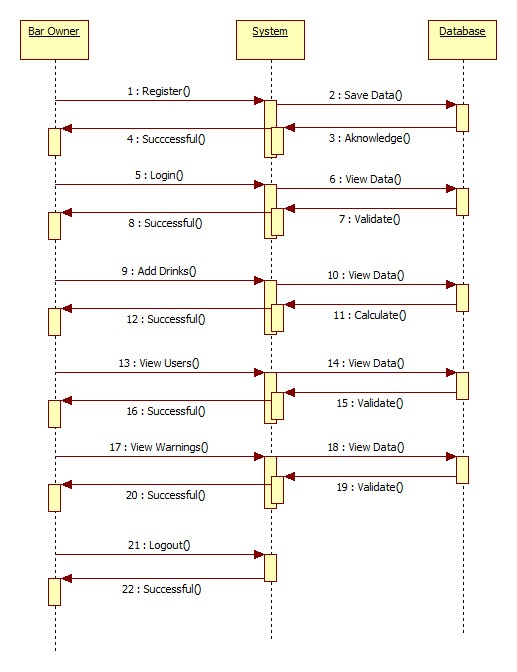 Bar Owner
System
Database
1 : Register()
2 : Save Data()
3 : Aknowledge()
4 : Succcessful()
5 : Login()
6 : View Data()
7 : Validate()
8 : Successful()
9 : Add Drinks()
10 : View Data()
11 : Calculate()
12 : Successful()
13 : View Users()
14 : View Data()
15 : Validate()
16 : Successful()
17 : View Warnings()
18 : View Data()
19 : Validate()
20 : Successful()
21 : Logout()
22 : Successful()